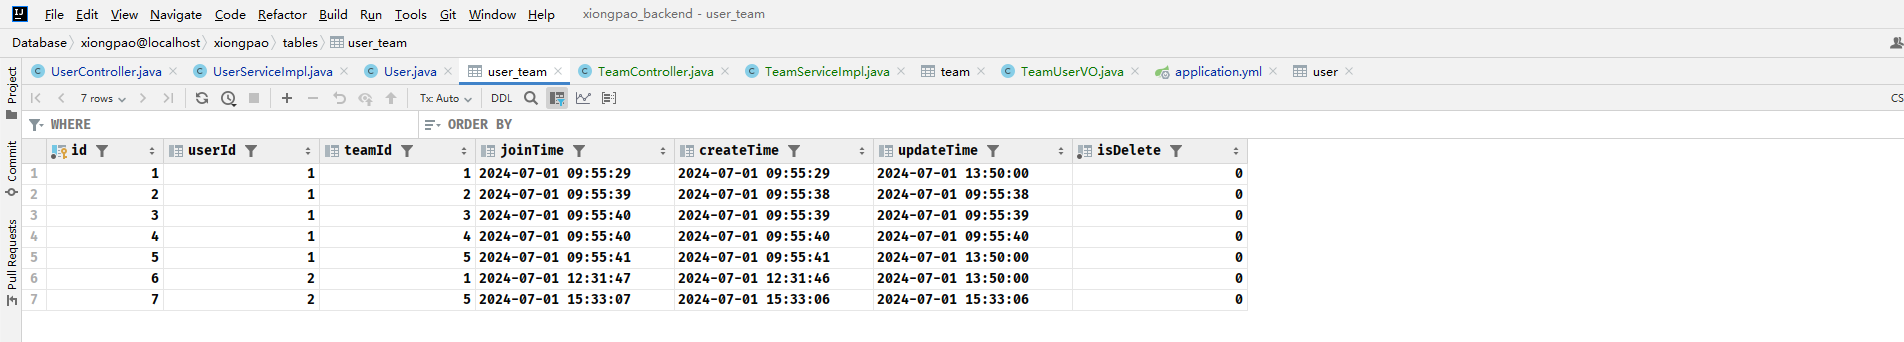 File Edit View Navigate Code Refactor Build Run Tools Git Window Help xiongpao_backend - user_team
Database xiongpao@localhost xiongpao tables user_team
UserController.java UserServiceImpl.java User.java user_team TeamController.java TeamServiceImpl.java team TeamUserVO.java application.yml user
7 rows Tx: Auto DDL CS
WHERE ORDER BY
id userId teamId joinTime createTime updateTime isDelete
1 1 1 1 2024-07-01 09:55:29 2024-07-01 09:55:29 2024-07-01 13:50:00 0
2 2 1 2 2024-07-01 09:55:39 2024-07-01 09:55:38 2024-07-01 09:55:38 0
3 3 1 3 2024-07-01 09:55:40 2024-07-01 09:55:39 2024-07-01 09:55:39 0
4 4 1 4 2024-07-01 09:55:40 2024-07-01 09:55:40 2024-07-01 09:55:40 0
5 5 1 5 2024-07-01 09:55:41 2024-07-01 09:55:41 2024-07-01 13:50:00 0
6 6 2 1 2024-07-01 12:31:47 2024-07-01 12:31:46 2024-07-01 13:50:00 0
7 7 2 5 2024-07-01 15:33:07 2024-07-01 15:33:06 2024-07-01 15:33:06 0
Project
Commit
Pull Requests